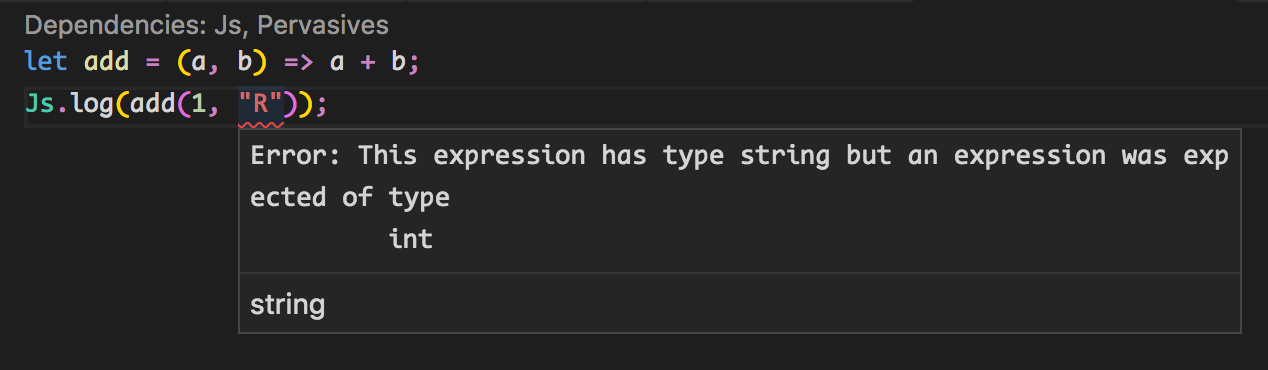 Dependencies: Js, Pervasives
let add = (a, b) => a + b;
Js.log(add(1, "R"));
Error: This expression has type string but an expression was exp
ected of type
int
string